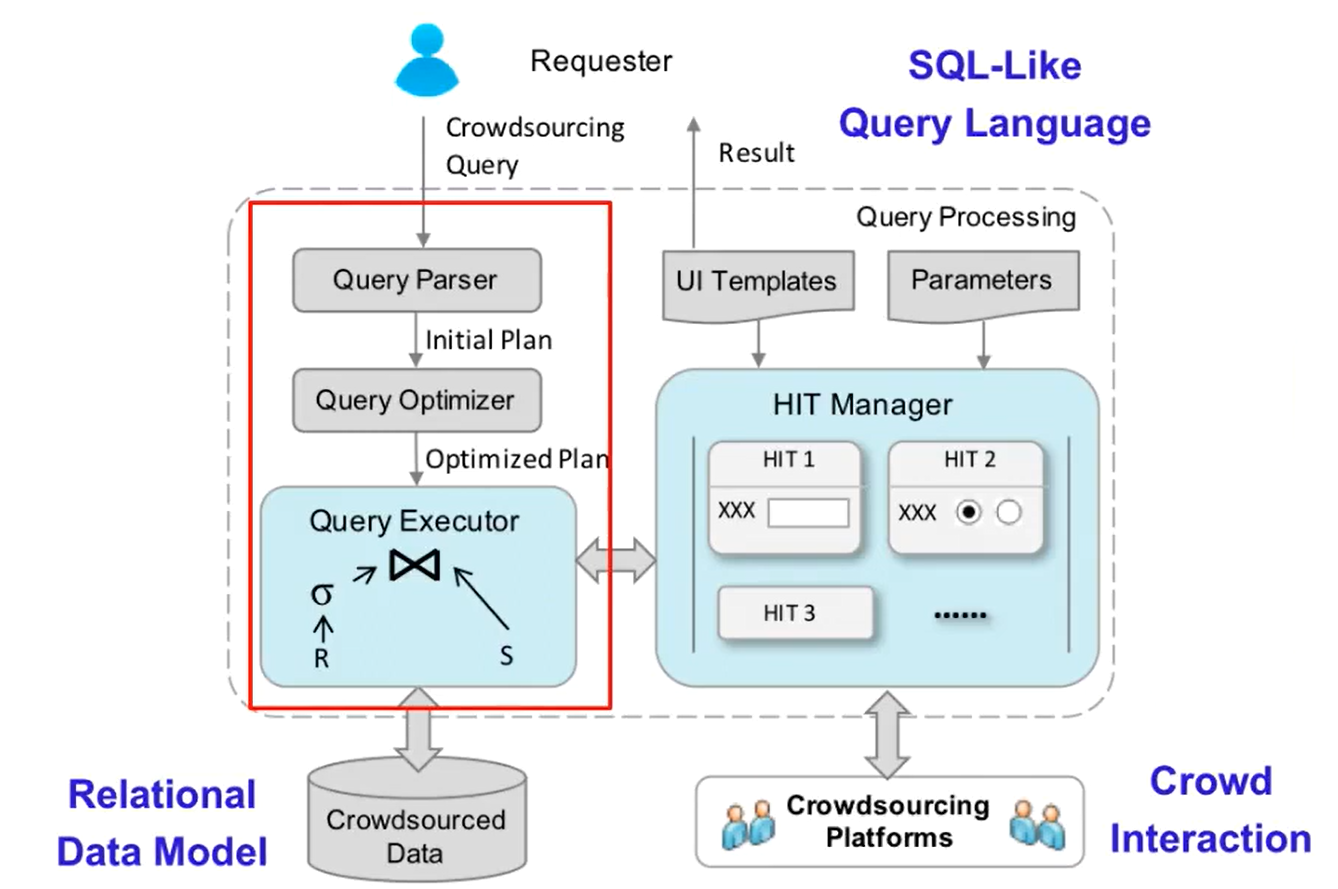 Requester
SQL-Like
Query Language
Crowdsourcing
Query
Result
Query Processing
Query Parser
UI Templates
Parameters
Initial Plan
Query Optimizer
HIT Manager
Optimized Plan
HIT 1
HIT 2
XXX
XXX
Query Executor
σ
R
S
HIT 3
......
Relational
Data Model
Crowdsourced
Data
Crowdsourcing
Platforms
Crowd
Interaction